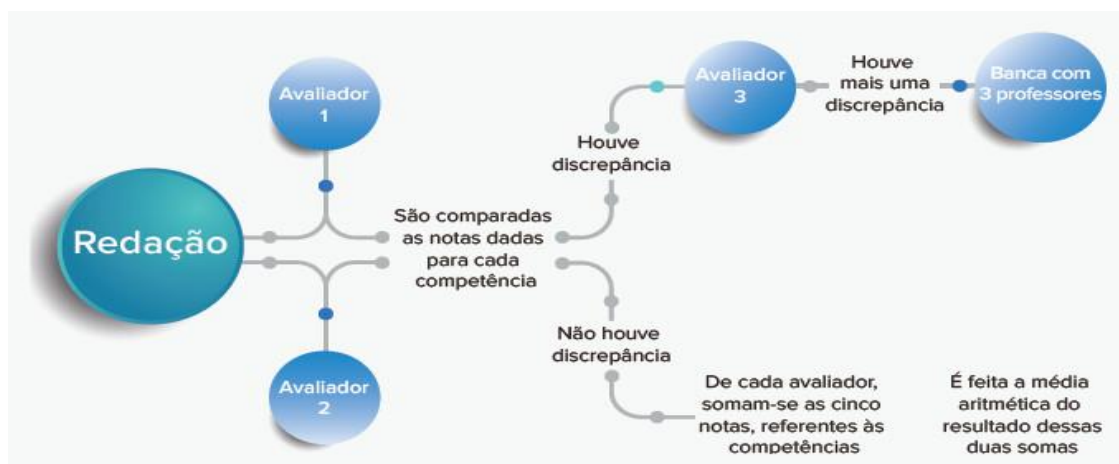 Redação
Avaliador
1
Avaliador
2
São comparadas
as notas dadas
para cada
competência
Houve
discrepância
Avaliador
3
Houve
mais uma
discrepância
Banca com
3 professores
Não houve
discrepância
De cada avaliador,
somam-se as cinco
notas, referentes às
competências
É feita a média
aritmética do
resultado dessas
duas somas